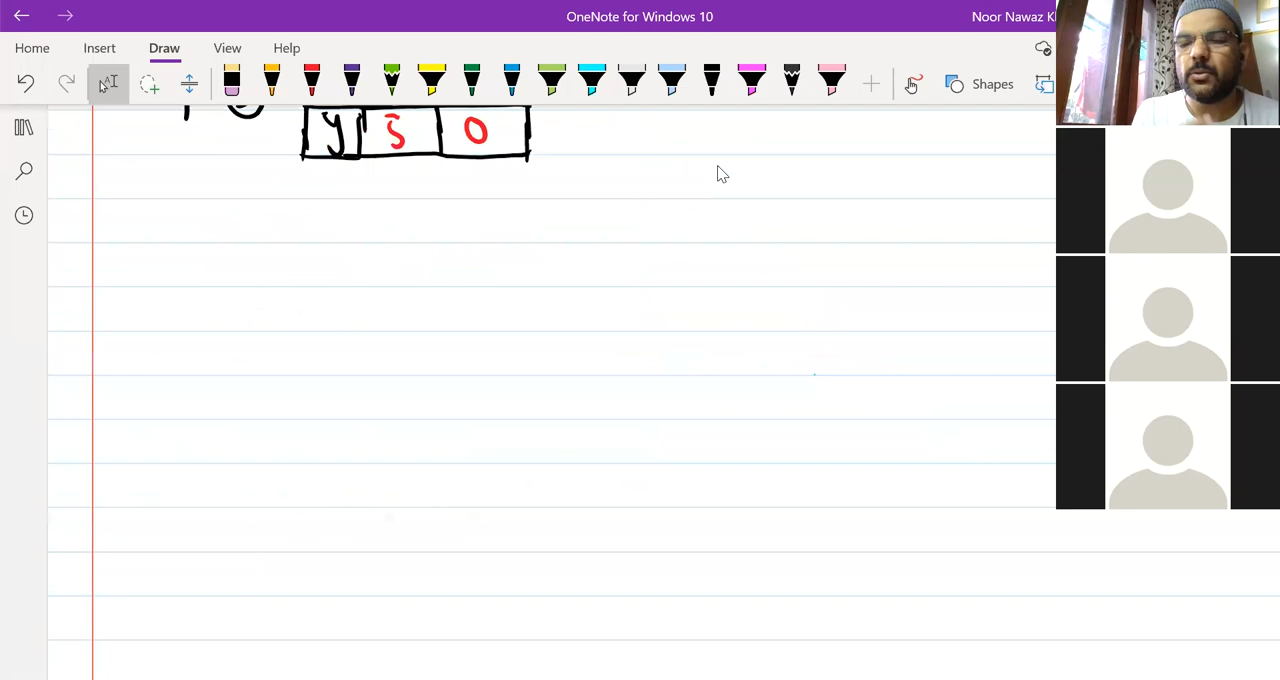 OneNote for Windows 10
Noor Nawaz K
Home Insert Draw View Help
Shapes
y 5 0